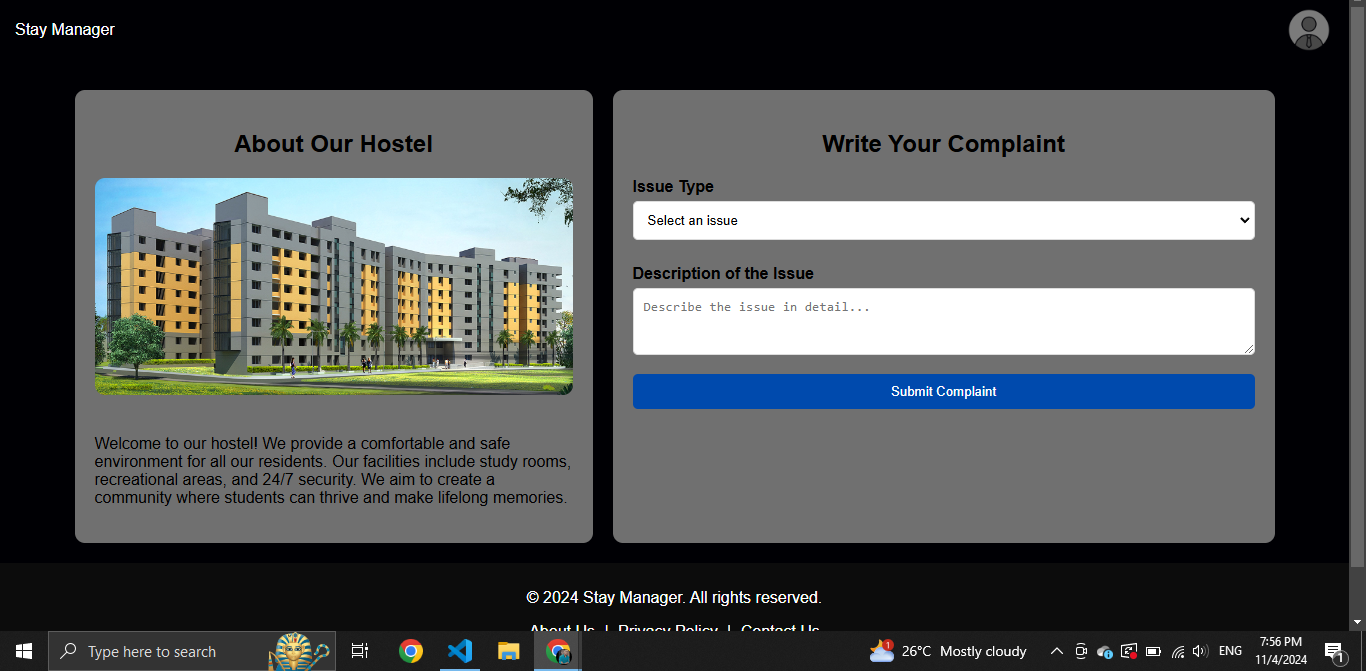 Stay Manager
About Our Hostel
Welcome to our hostel! We provide a comfortable and safe
environment for all our residents. Our facilities include study rooms,
recreational areas, and 24/7 security. We aim to create a
community where students can thrive and make lifelong memories.
Write Your Complaint
Issue Type
Select an issue
Description of the Issue
Describe the issue in detail...
Submit Complaint
© 2024 Stay Manager. All rights reserved.
About Us | Privacy Policy | Contact Us
Type here to search
1
26°C Mostly cloudy
ENG
7:56 PM
11/4/2024
1